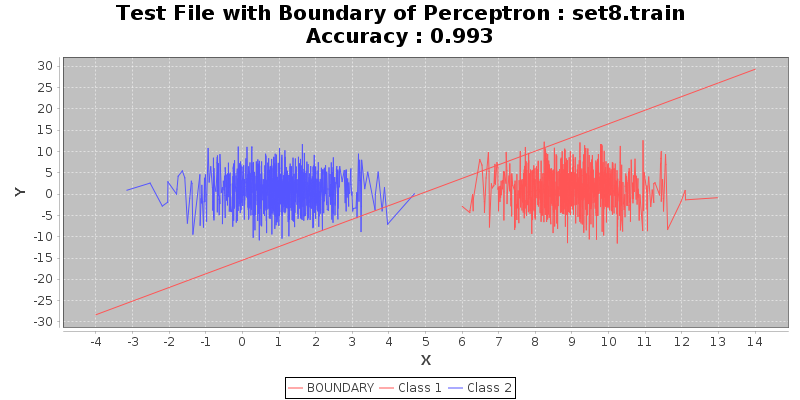 Test File with Boundary of Perceptron : set8.train
Accuracy : 0.993
30
25
20
15
10
5
0
-5
-10
-15
-20
-25
-30
Y
-4 -3 -2 -1 0 1 2 3 4 5 6 7 8 9 10 11 12 13 14
X
BOUNDARY Class 1 Class 2